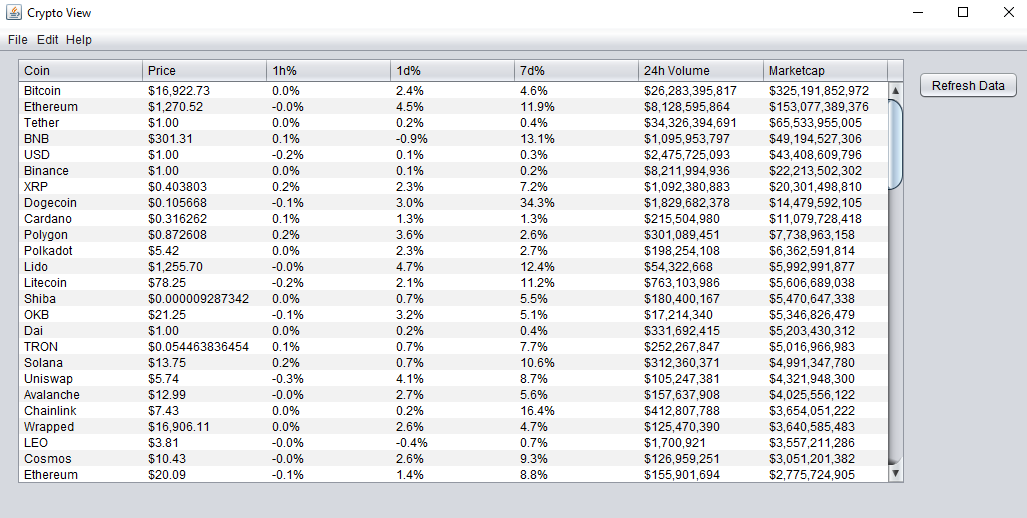 Crypto View
File Edit Help
Coin Price 1h% 1d% 7d% 24h Volume Marketcap
Refresh Data
Bitcoin $16,922.73 0.0% 2.4% 4.6% $26,283,395,817 $325,191,852,972
Ethereum $1,270.52 -0.0% 4.5% 11.9% $8,128,595,864 $153,077,389,376
Tether $1.00 0.0% 0.2% 0.4% $34,326,394,691 $65,533,955,005
BNB $301.31 0.1% -0.9% 13.1% $1,095,953,797 $49,194,527,306
USD $1.00 -0.2% 0.1% 0.3% $2,475,725,093 $43,408,609,796
Binance $1.00 0.0% 0.1% 0.2% $8,211,994,936 $22,213,502,302
XRP $0.403803 0.2% 2.3% 7.2% $1,092,380,883 $20,301,498,810
Dogecoin $0.105668 -0.1% 3.0% 34.3% $1,829,682,378 $14,479,592,105
Cardano $0.316262 0.1% 1.3% 1.3% $215,504,980 $11,079,728,418
Polygon $0.872608 0.2% 3.6% 2.6% $301,089,451 $7,738,963,158
Polkadot $5.42 0.0% 2.3% 2.7% $198,254,108 $6,362,591,814
Lido $1,255.70 -0.0% 4.7% 12.4% $54,322,668 $5,992,991,877
Litecoin $78.25 -0.2% 2.1% 11.2% $763,103,986 $5,606,689,038
Shiba $0.000009287342 0.0% 0.7% 5.5% $180,400,167 $5,470,647,338
OKB $21.25 -0.1% 3.2% 5.1% $17,214,340 $5,346,826,479
Dai $1.00 0.0% 0.2% 0.4% $331,692,415 $5,203,430,312
TRON $0.054463836454 0.1% 0.7% 7.7% $252,267,847 $5,016,966,983
Solana $13.75 0.2% 0.7% 10.6% $312,360,371 $4,991,347,780
Uniswap $5.74 -0.3% 4.1% 8.7% $105,247,381 $4,321,948,300
Avalanche $12.99 -0.0% 2.7% 5.6% $157,637,908 $4,025,556,122
Chainlink $7.43 0.0% 0.2% 16.4% $412,807,788 $3,654,051,222
Wrapped $16,906.11 0.0% 2.6% 4.7% $125,470,390 $3,640,585,483
LEO $3.81 -0.0% -0.4% 0.7% $1,700,921 $3,557,211,286
Cosmos $10.43 -0.0% 2.6% 9.3% $126,959,251 $3,051,201,382
Ethereum $20.09 -0.1% 1.4% 8.8% $155,901,694 $2,775,724,905